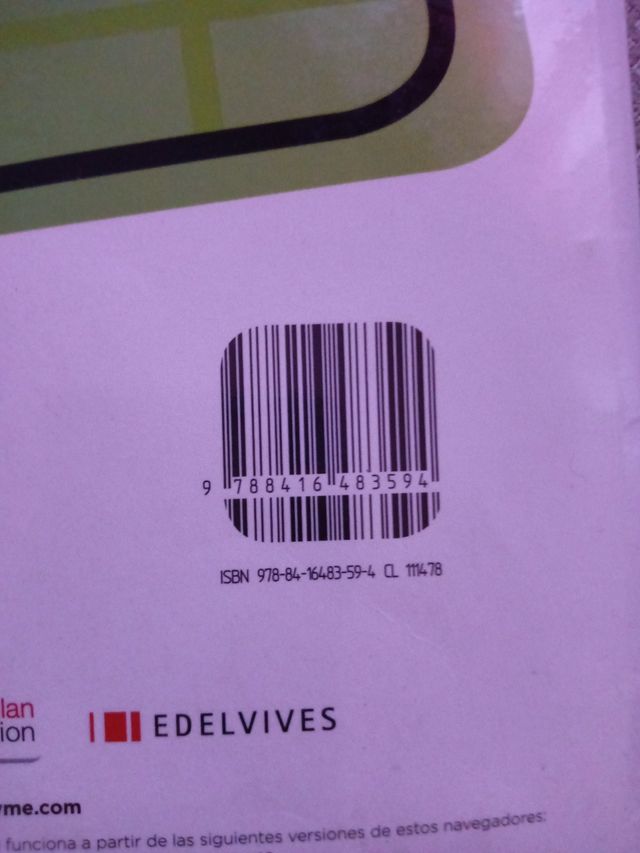 9 788416 483594
ISBN 978-84-16483-59-4 CL 111478
lan
ion
EDELVIVES
me.com
funciona a partir de las siguientes versiones de estos navegadores: